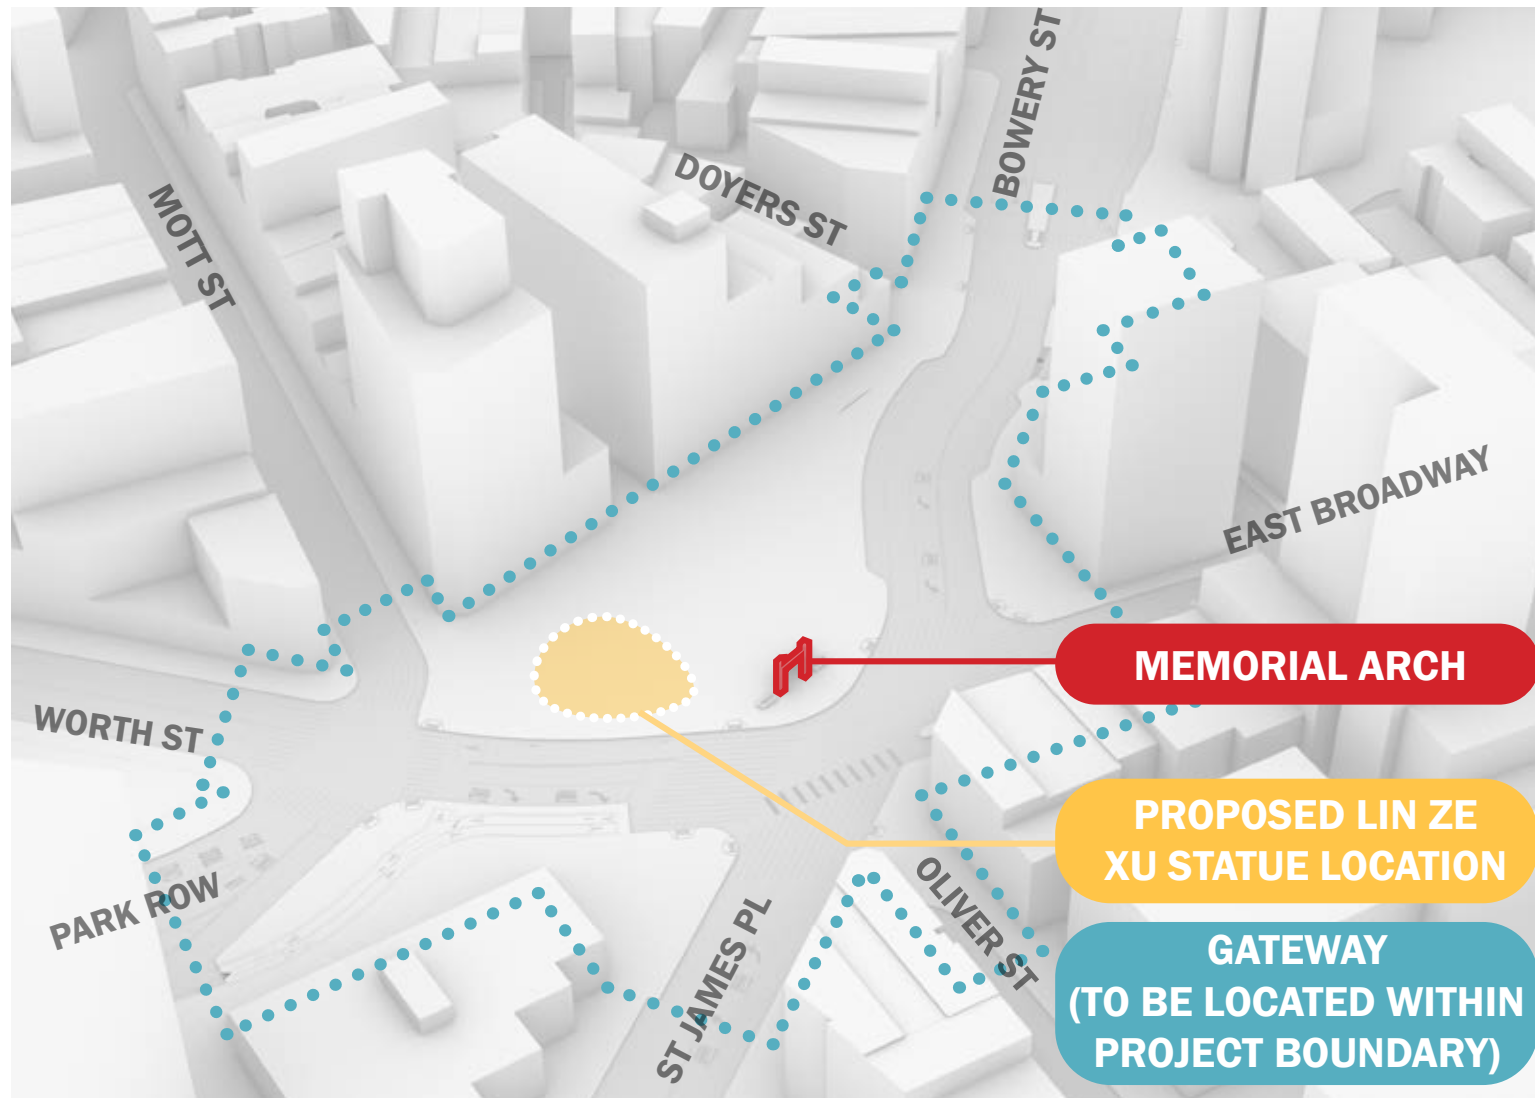 BOWERY ST
DOYERS ST
MOTT ST
EAST BROADWAY
MEMORIAL ARCH
WORTH ST
PROPOSED LIN ZE
XU STATUE LOCATION
PARK ROW
OLIVER ST
ST JAMES PL
GATEWAY
(TO BE LOCATED WITHIN
PROJECT BOUNDARY)